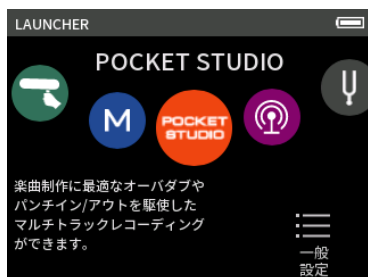 LAUNCHER
POCKET STUDIO
M
POCKET
STUDIO
楽曲制作に最適なオーバダブや
パンチイン/アウトを駆使した
マルチトラックレコーディング
ができます。
一般
設定